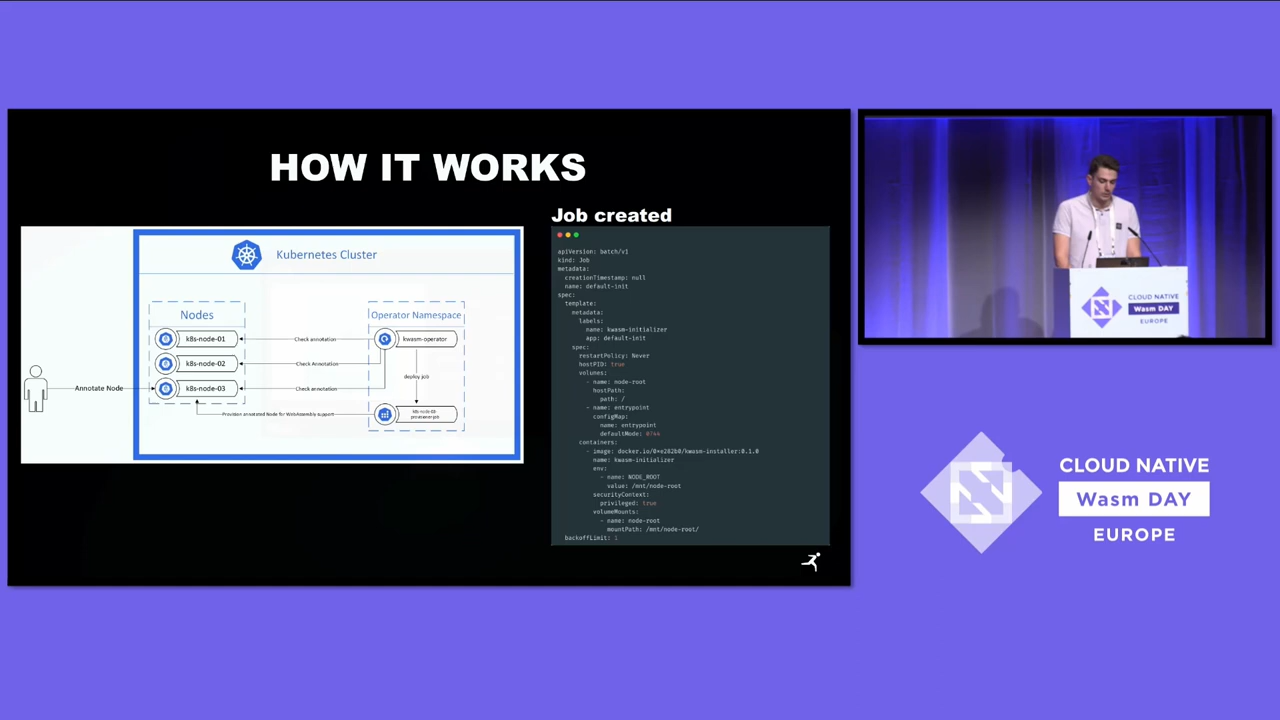 HOW IT WORKS
Kubernetes Cluster
Nodes
k8s-node-01
k8s-node-02
k8s-node-03
Annotate Node
Check annotation
Check Annotation
Check annotation
Operator Namespace
kwasm-operator
deploy job
k8s-node-03
provisioner job
Provision annotated Node for WebAssembly support
Job created
apiVersion: batch/v1
kind: Job
metadata:
creationTimestamp: null
name: default-init
spec:
template:
metadata:
labels:
name: kwasm-initializer
app: default-init
spec:
restartPolicy: Never
hostPID: true
volumes:
- name: node-root
hostPath:
path: /
- name: entrypoint
configMap:
name: entrypoint
defaultMode: 0744
containers:
- image: docker.io/0xe282b0/kwasm-installer:0.1.0
name: kwasm-initializer
env:
- name: NODE_ROOT
value: /mnt/node-root
securityContext:
privileged: true
volumeMounts:
- name: node-root
mountPath: /mnt/node-root/
backoffLimit: 1
CLOUD NATIVE
Wasm DAY
EUROPE
CLOUD NATIVE
Wasm DAY
EUROPE